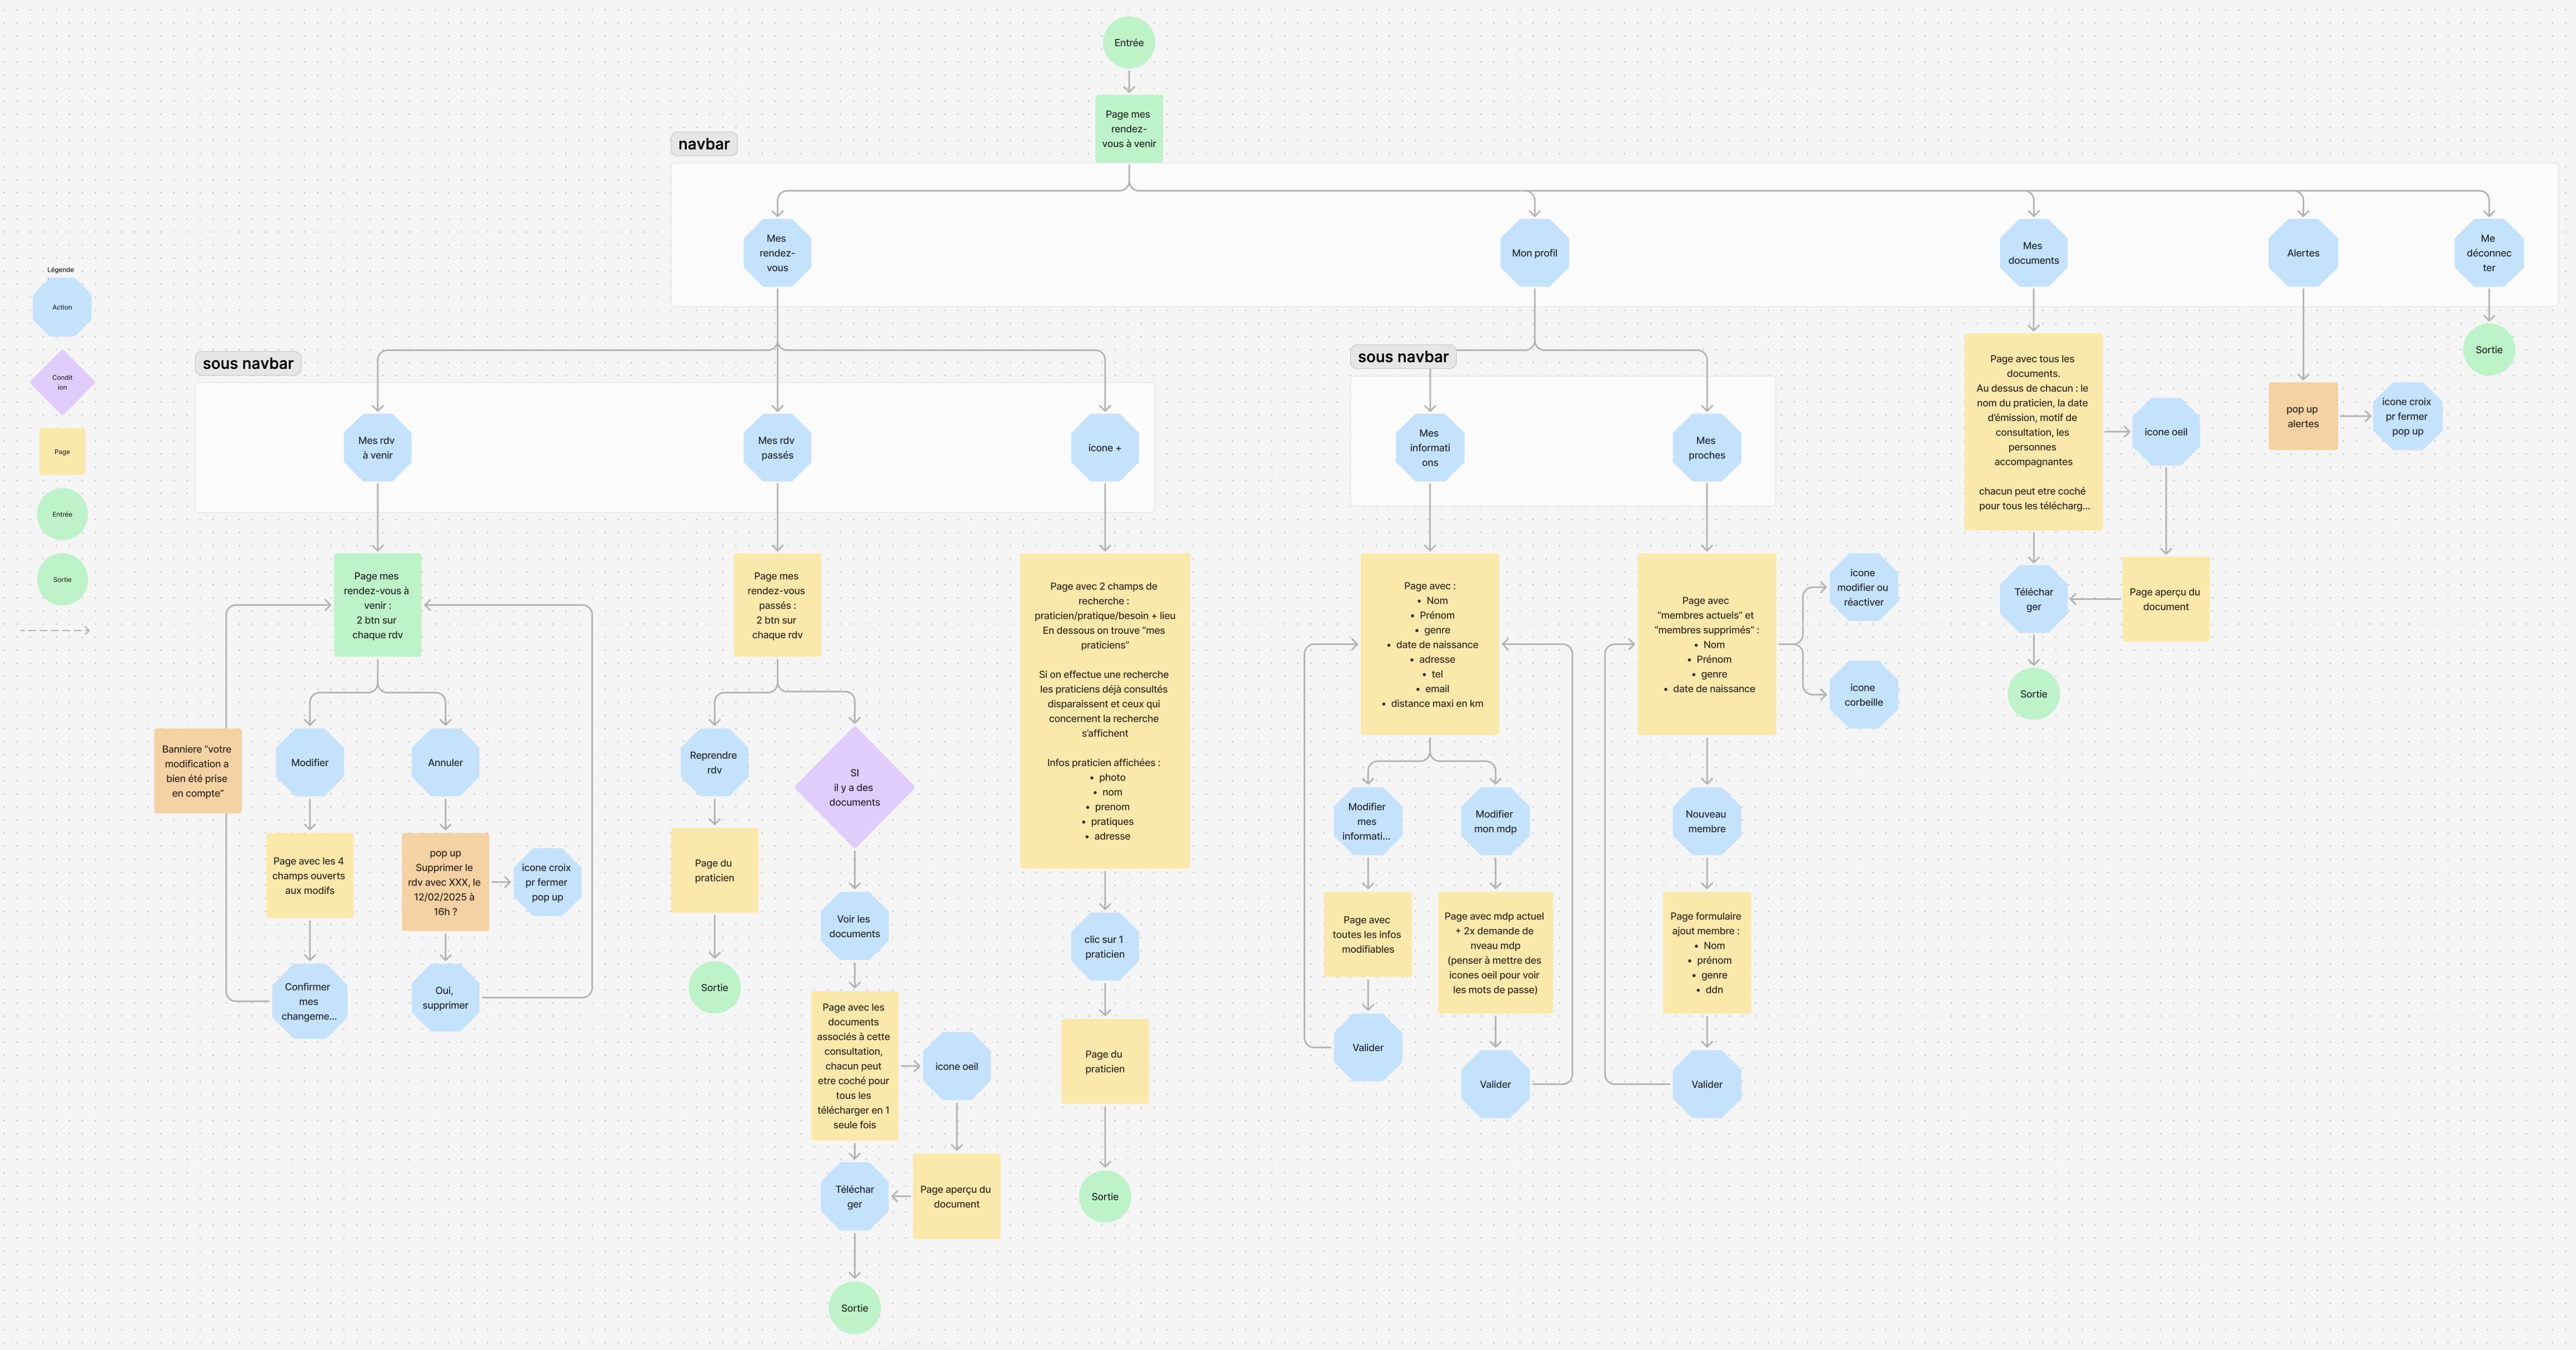 Entrée
Page mes
rendez-
vous à venir
navbar
Mes
rendez-
vous
Mon profil
Mes
documents
Alertes
Me
déconnec
ter
Légende
Action
Condit
ion
Page
Entrée
Sortie
sous navbar
Mes rdv
à venir
Mes rdv
passés
icone +
sous navbar
Mes
informati
ons
Mes
proches
Page avec tous les
documents.
Au dessus de chacun : le
nom du praticien, la date
d'émission, motif de
consultation, les
personnes
accompagnantes
chacun peut etre coché
pour tous les télécharg...
icone oeil
pop up
alertes
icone croix
pr fermer
pop up
Sortie
Page mes
rendez-vous à
venir :
2 btn sur
chaque rdv
Banniere "votre
modification a
bien été prise
en compte"
Modifier
Annuler
Page avec les 4
champs ouverts
aux modifs
pop up
Supprimer le
rdv avec XXX, le
12/02/2025 à
16h ?
icone croix
pr fermer
pop up
Confirmer
mes
changeme...
Oui,
supprimer
Page mes
rendez-vous
passés :
2 btn sur
chaque rdv
Reprendre
rdv
SI
il y a des
documents
Page du
praticien
Sortie
Voir les
documents
Page avec les
documents
associés à cette
consultation,
chacun peut
etre coché pour
tous les
télécharger en 1
seule fois
icone oeil
Télécharger
Page aperçu du
document
Sortie
Page avec 2 champs de
recherche :
praticien/pratique/besoin + lieu
En dessous on trouve "mes
praticiens"
Si on effectue une recherche
les praticiens déjà consultés
disparaissent et ceux qui
concernent la recherche
s'affichent
Infos praticien affichées :
• photo
• nom
• prenom
• pratiques
• adresse
clic sur 1
praticien
Page du
praticien
Sortie
Page avec :
• Nom
• Prénom
• genre
• date de naissance
• adresse
• tel
• email
• distance maxi en km
Modifier
mes
informati...
Modifier
mon mdp
Page avec
toutes les infos
modifiables
Page avec mdp actuel
+ 2x demande de
nveau mdp
(penser à mettre des
icones oeil pour voir
les mots de passe)
Valider
Valider
Page avec
"membres actuels" et
"membres supprimés" :
• Nom
• Prénom
• genre
• date de naissance
icone
modifier ou
réactiver
icone
corbeille
Nouveau
membre
Page formulaire
ajout membre :
• Nom
• prénom
• genre
• ddn
Valider
Téléchar
ger
Page aperçu du
document
Sortie